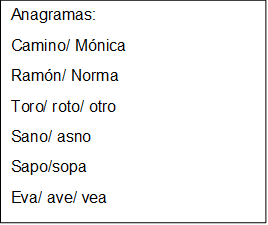 Anagramas:
Camino/ Mónica
Ramón/ Norma
Toro/ roto/ otro
Sano/ asno
Sapo/sopa
Eva/ ave/ vea